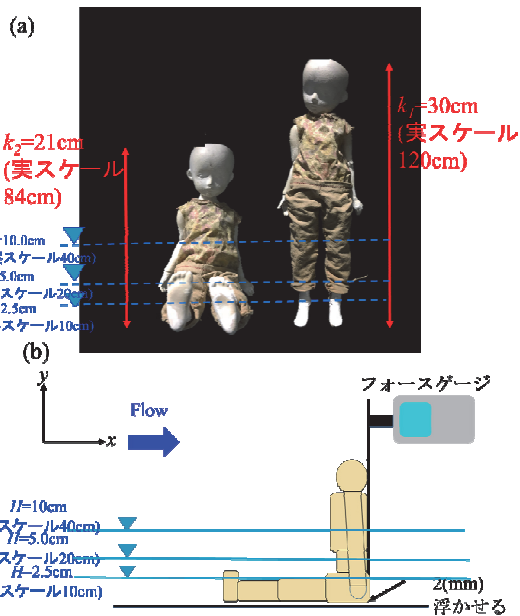 (a)
k₁=30cm
(実スケール
120cm)
k₂=21cm
(実スケール
84cm)
=10.0cm
スケール40cm)
5.0cm
スケール20cm)
2.5cm
スケール10cm)
(b)
y
x
Flow
フォースゲージ
H=10cm
スケール40cm)
H=5.0cm
スケール20cm)
H=2.5cm
スケール10cm)
2(mm)
浮かせる